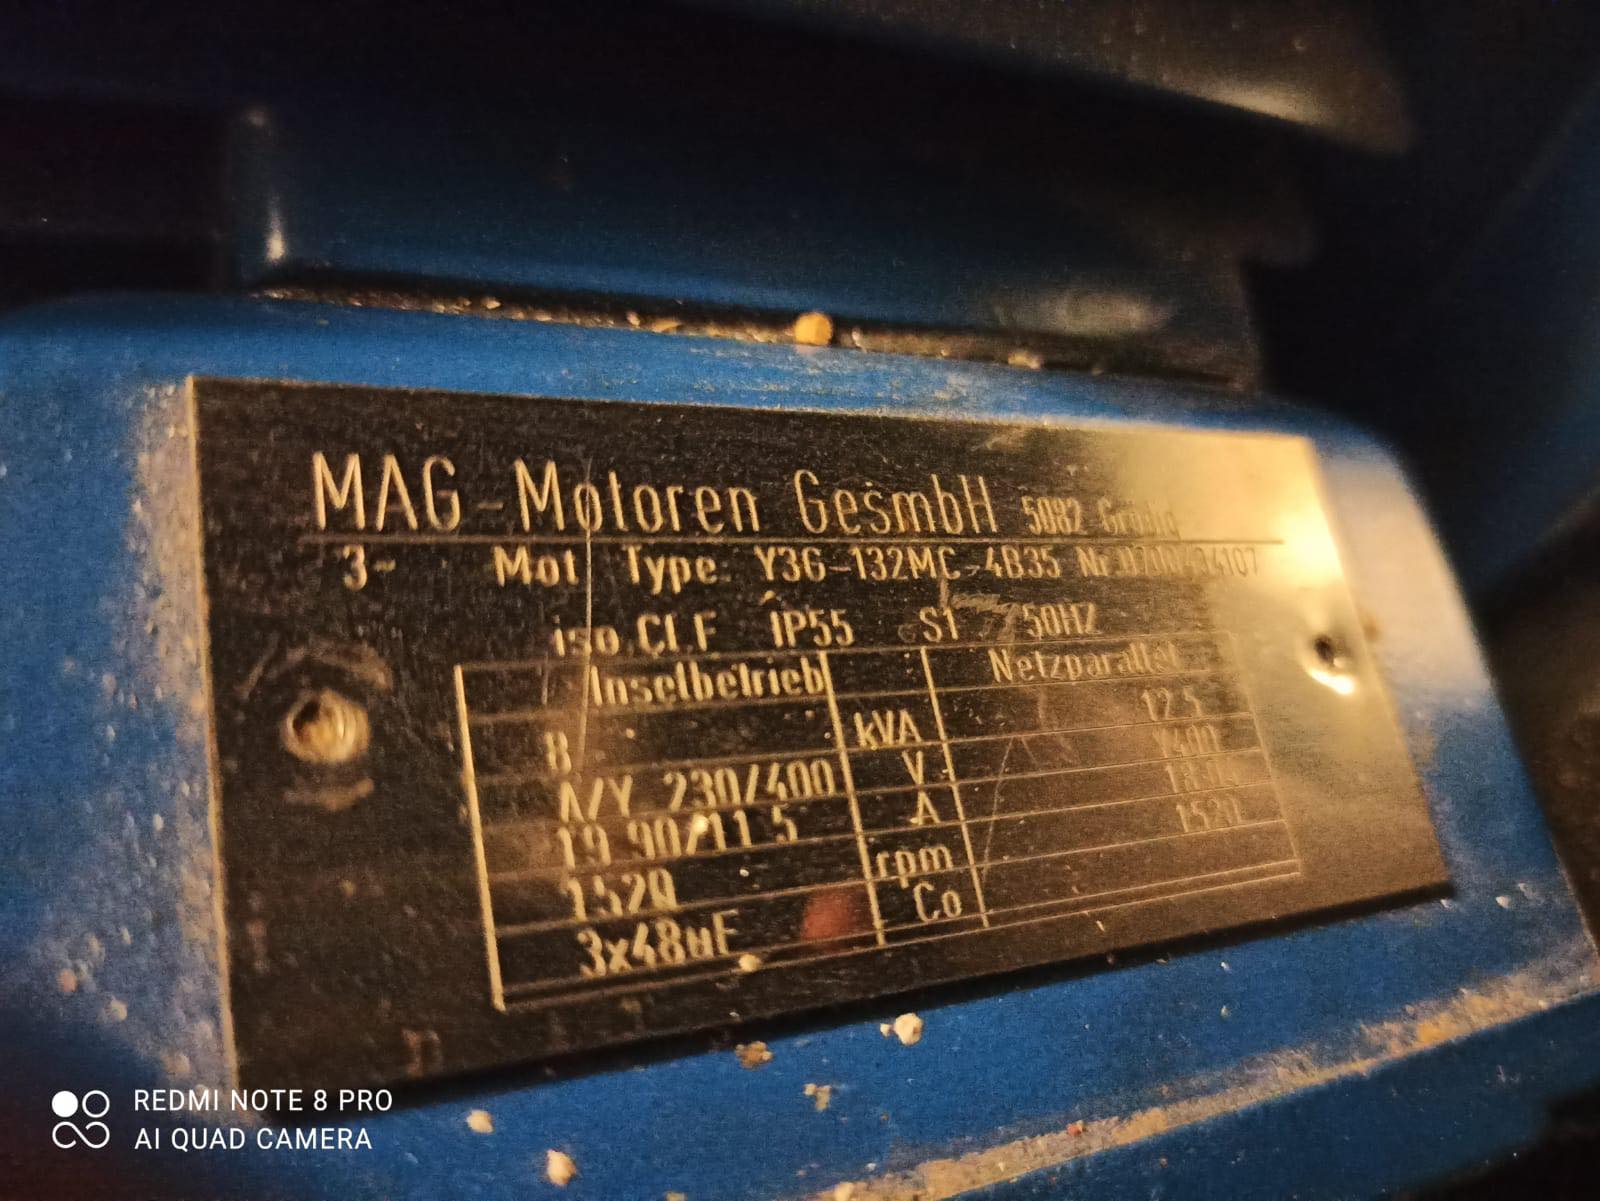 MAG-Motoren GesmbH 5082 Grödig
3~ Mot Type: Y3G-132MC-4B35 Nr.
iso.Cl.F IP55 S1 50HZ
Inselbetrieb Netzparallel
8 kVA 12.5
Λ/Y 230/400 V Y400
19.90/11.5 A
1520 rpm 1520
3x48uF Co
REDMI NOTE 8 PRO
AI QUAD CAMERA